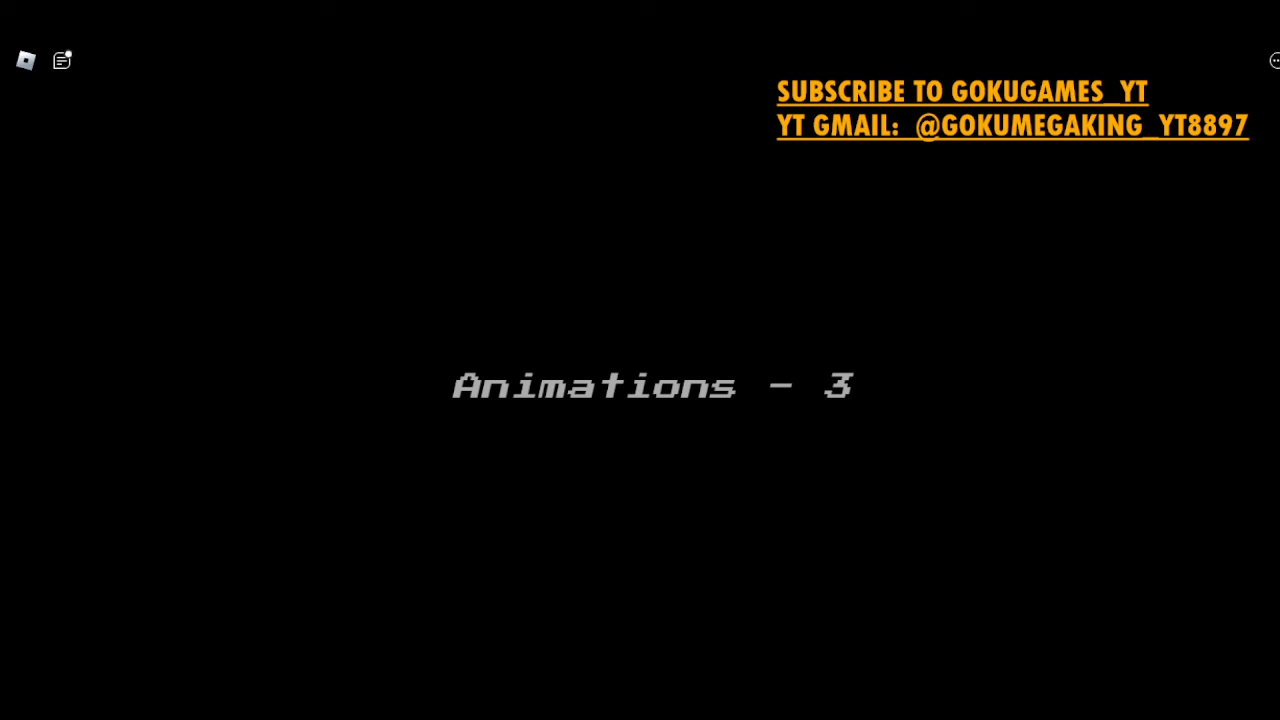 SUBSCRIBE TO GOKUGAMES_YT
YT GMAIL: @GOKUMEGAKING_YT8897
Animations - 3